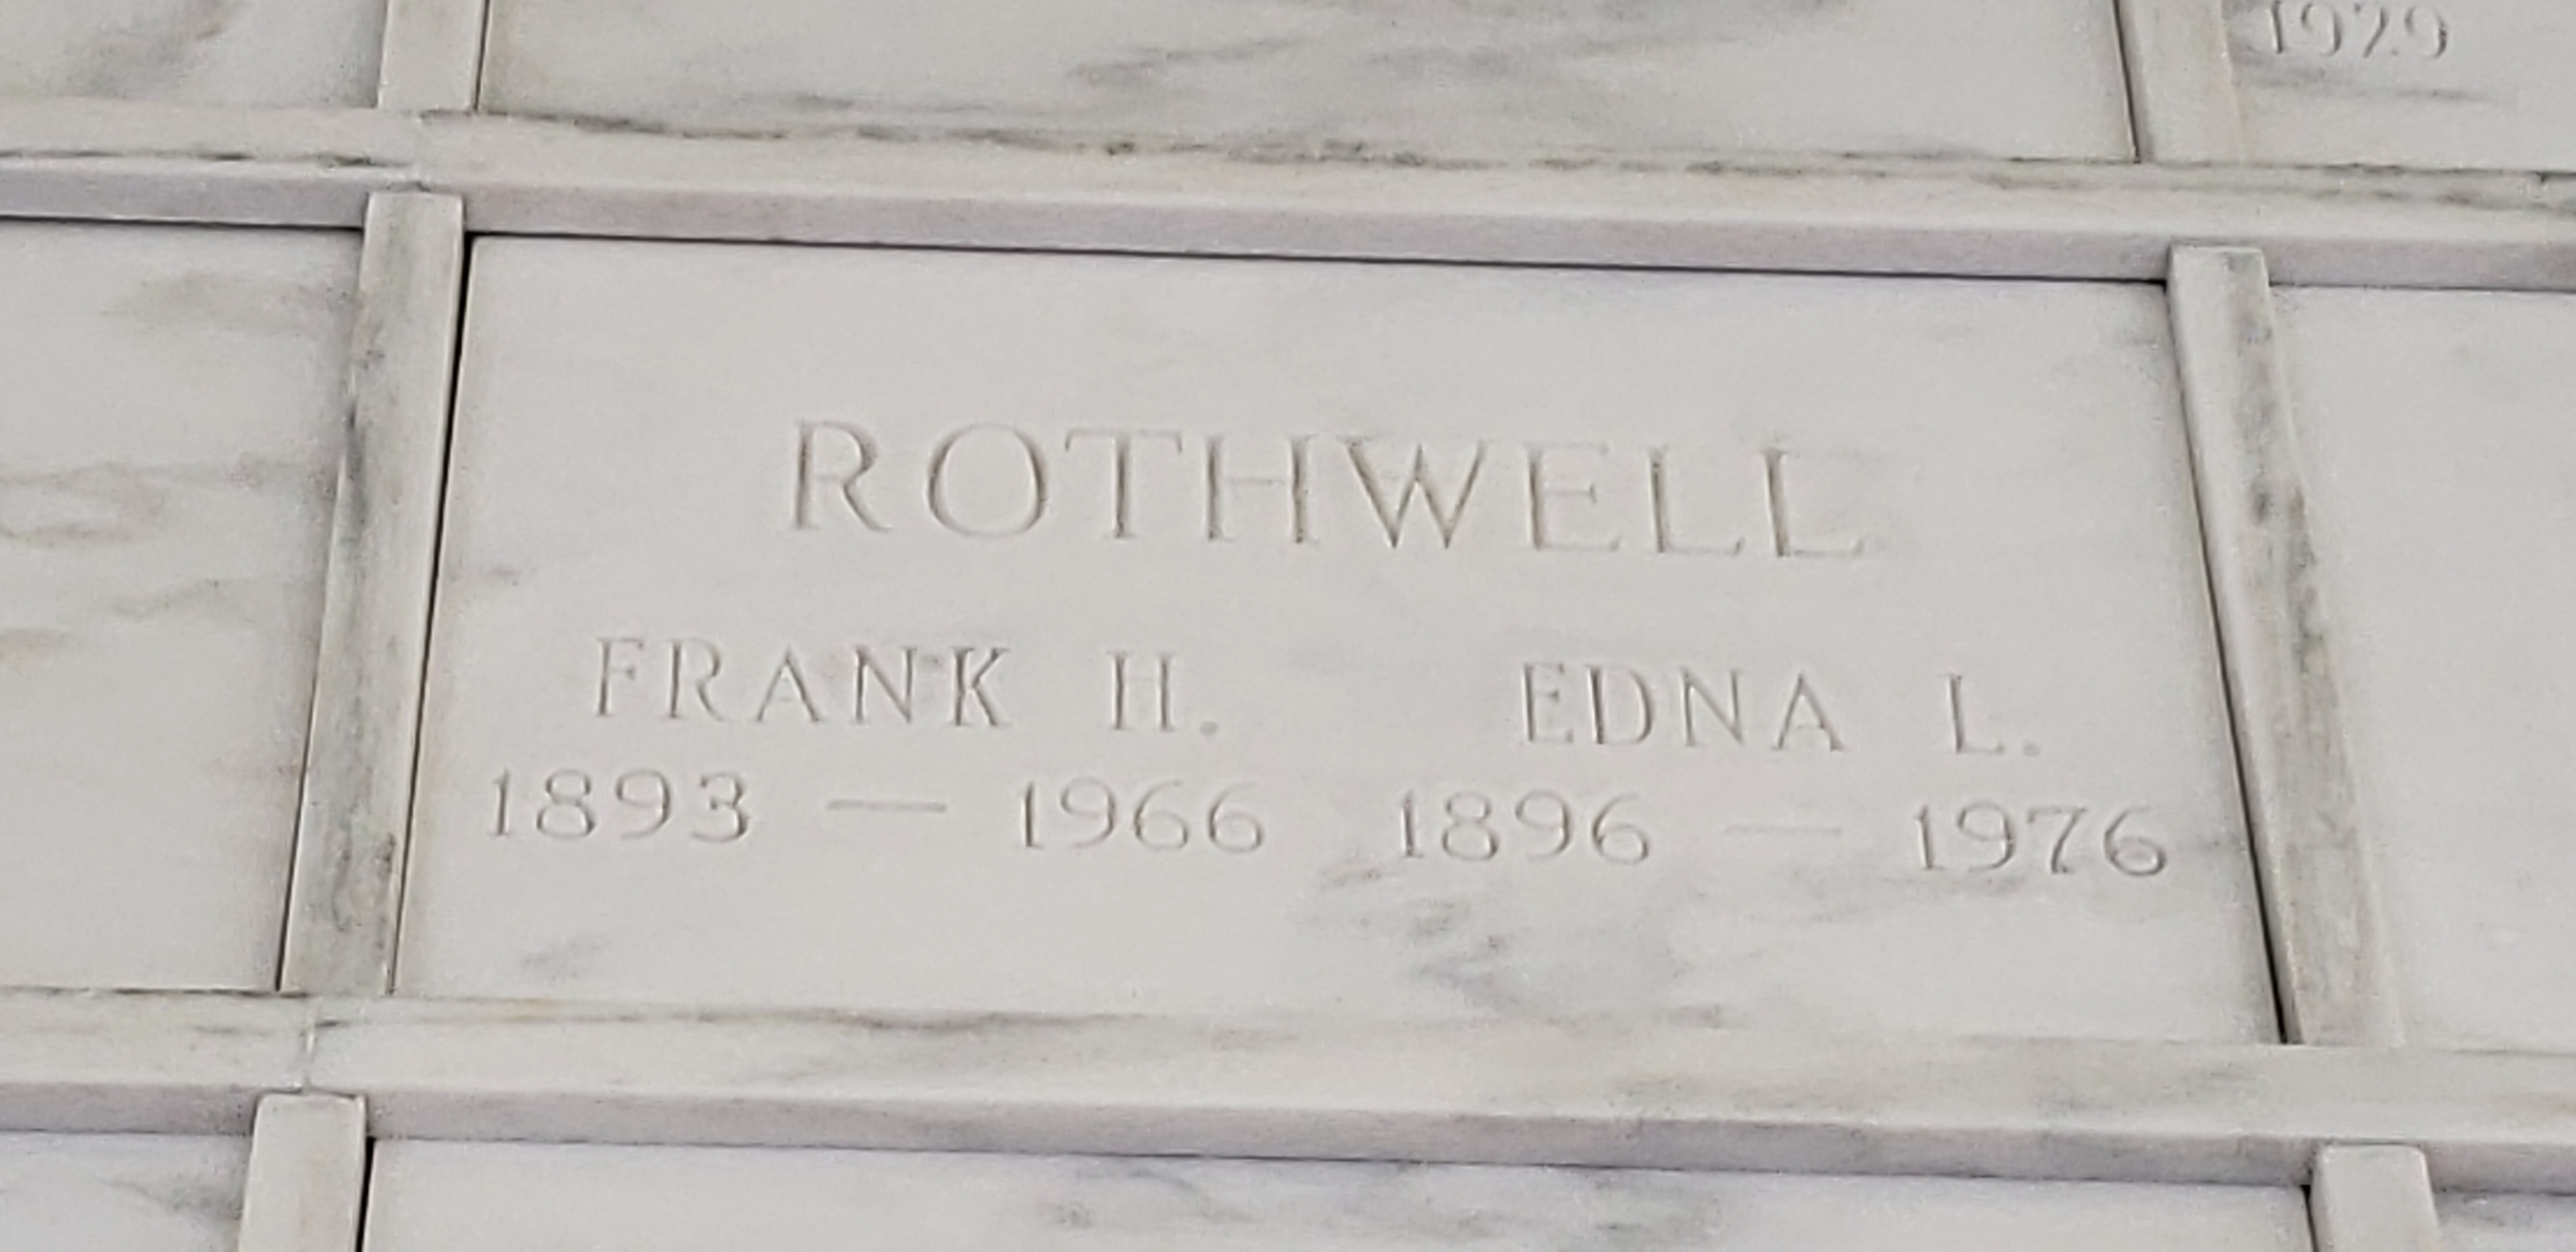 1929
ROTHWELL
FRANK H. EDNA L.
1893 — 1966 1896 — 1976